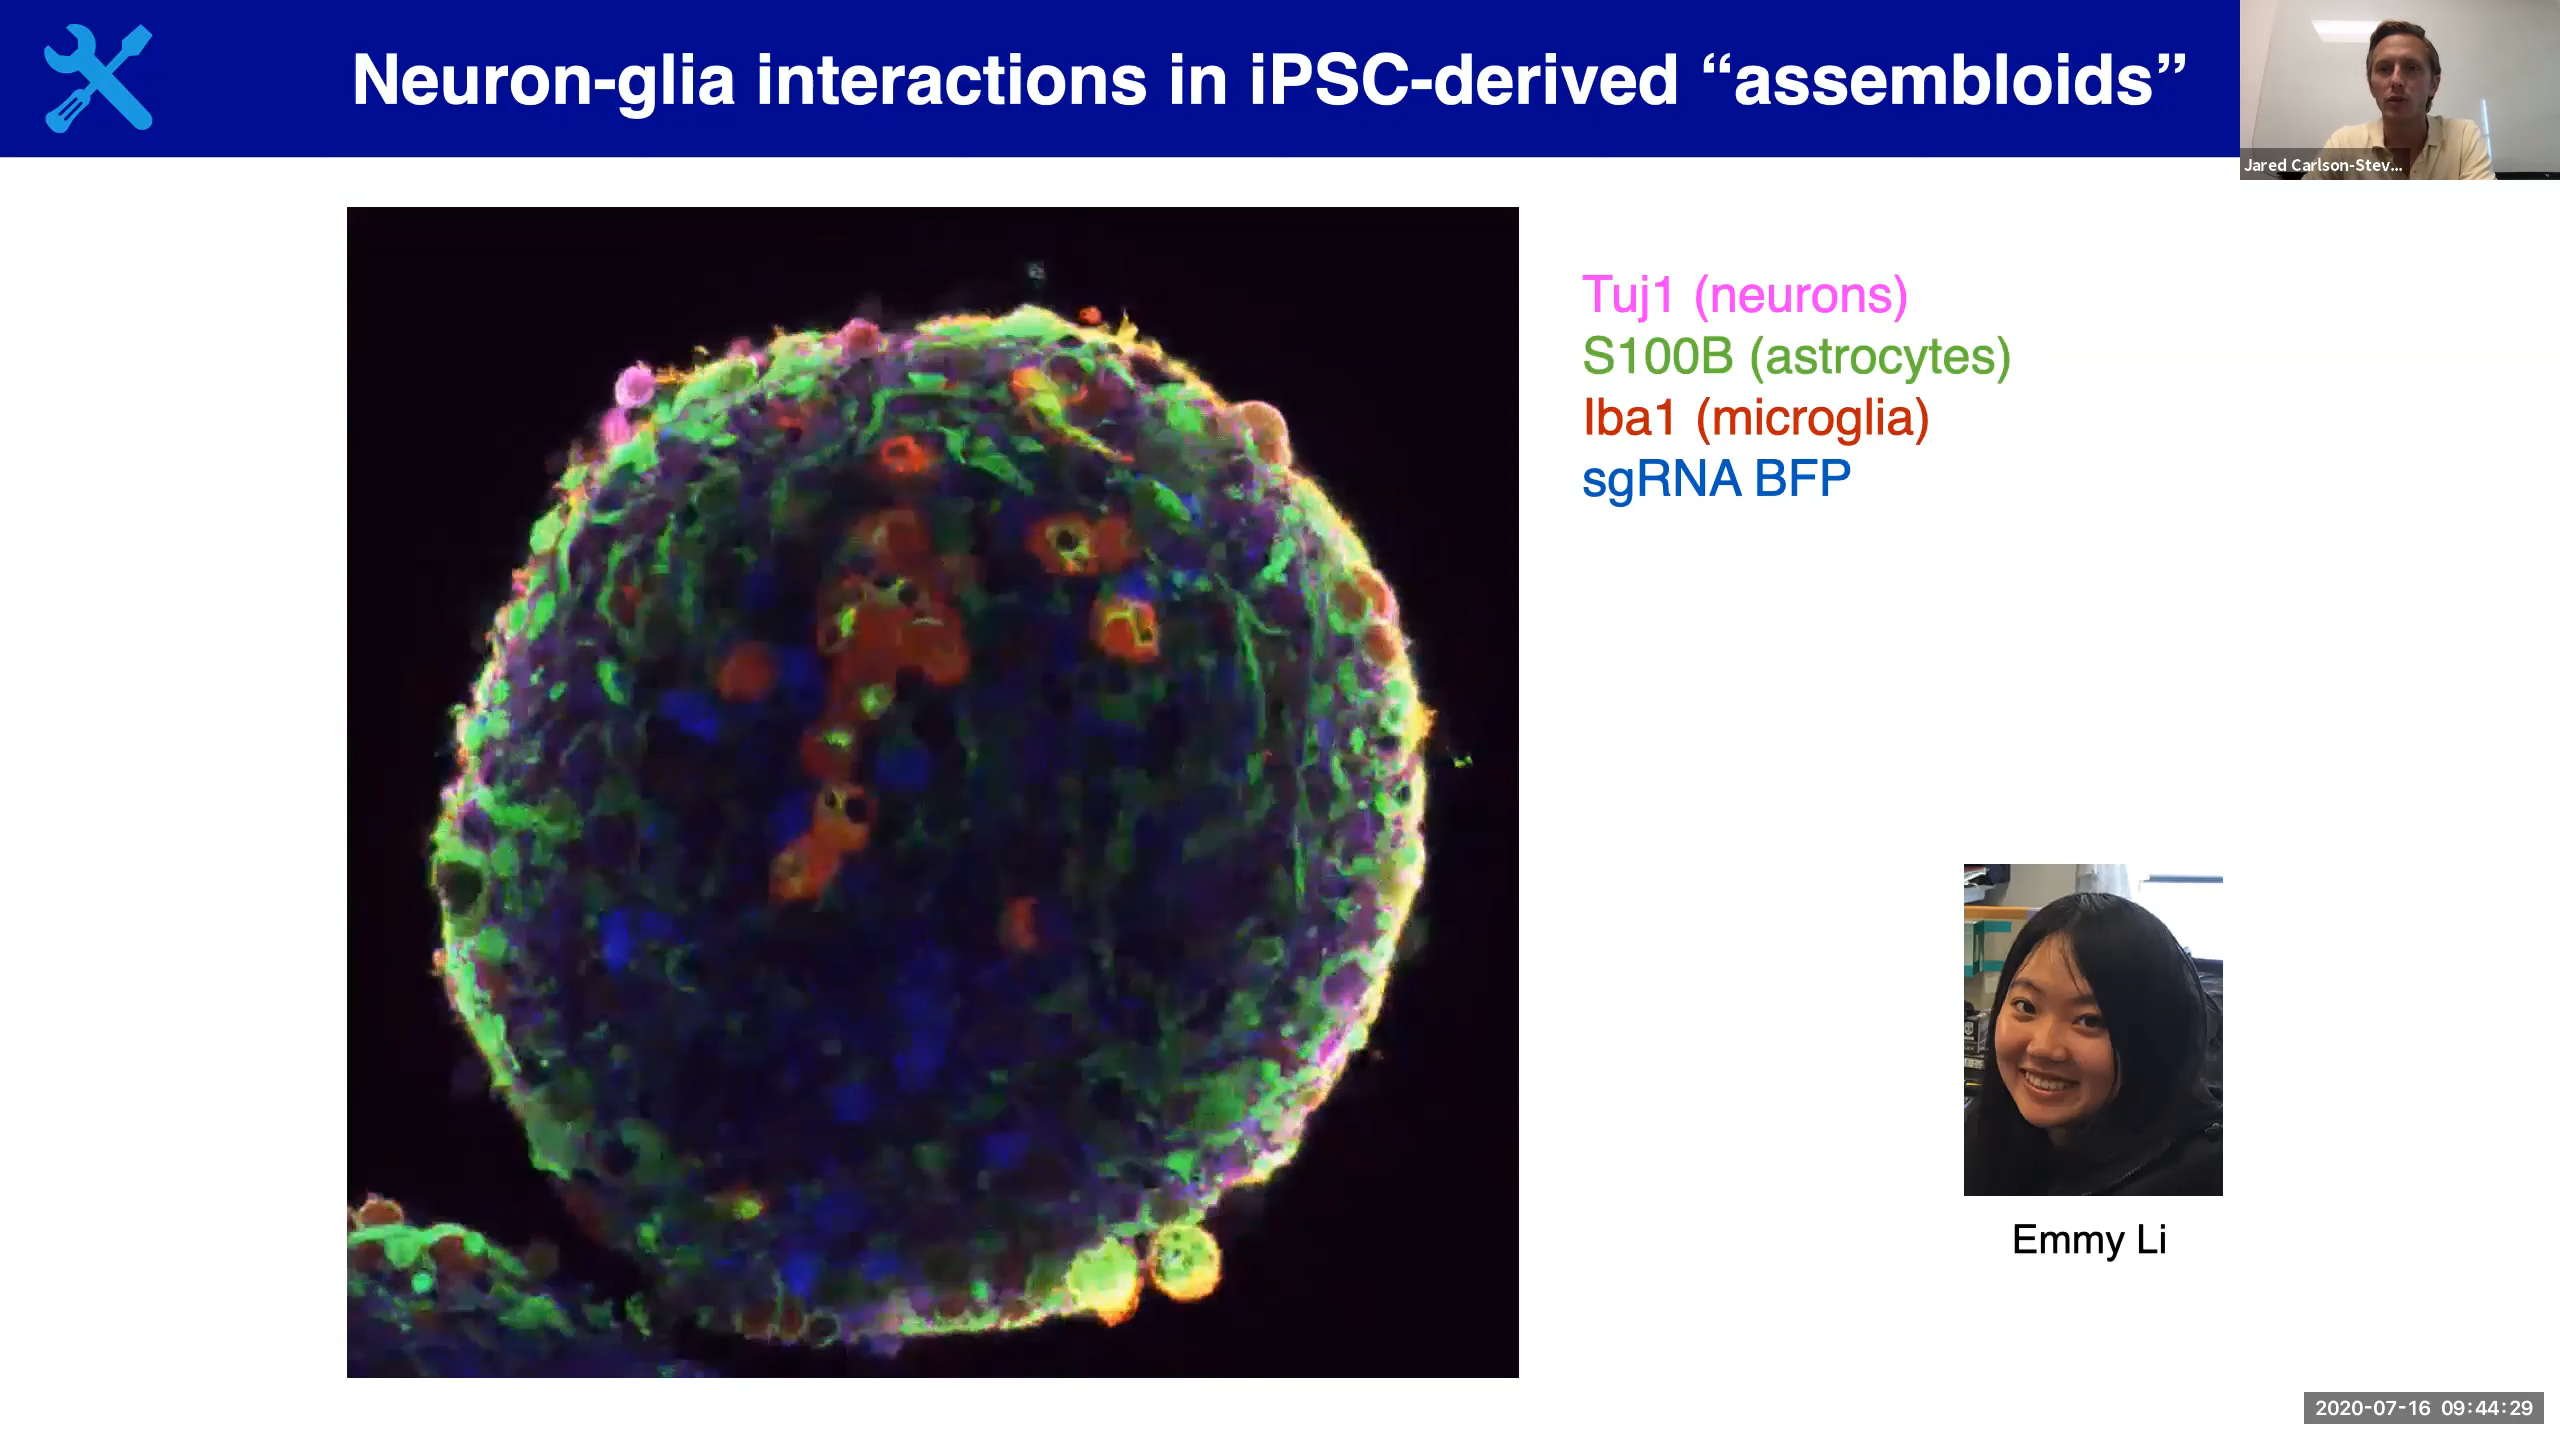 Neuron-glia interactions in iPSC-derived “assembloids”
Jared Carlson-Stev...
Tuj1 (neurons)
S100B (astrocytes)
Iba1 (microglia)
sgRNA BFP
Emmy Li
2020-07-16 09:44:29